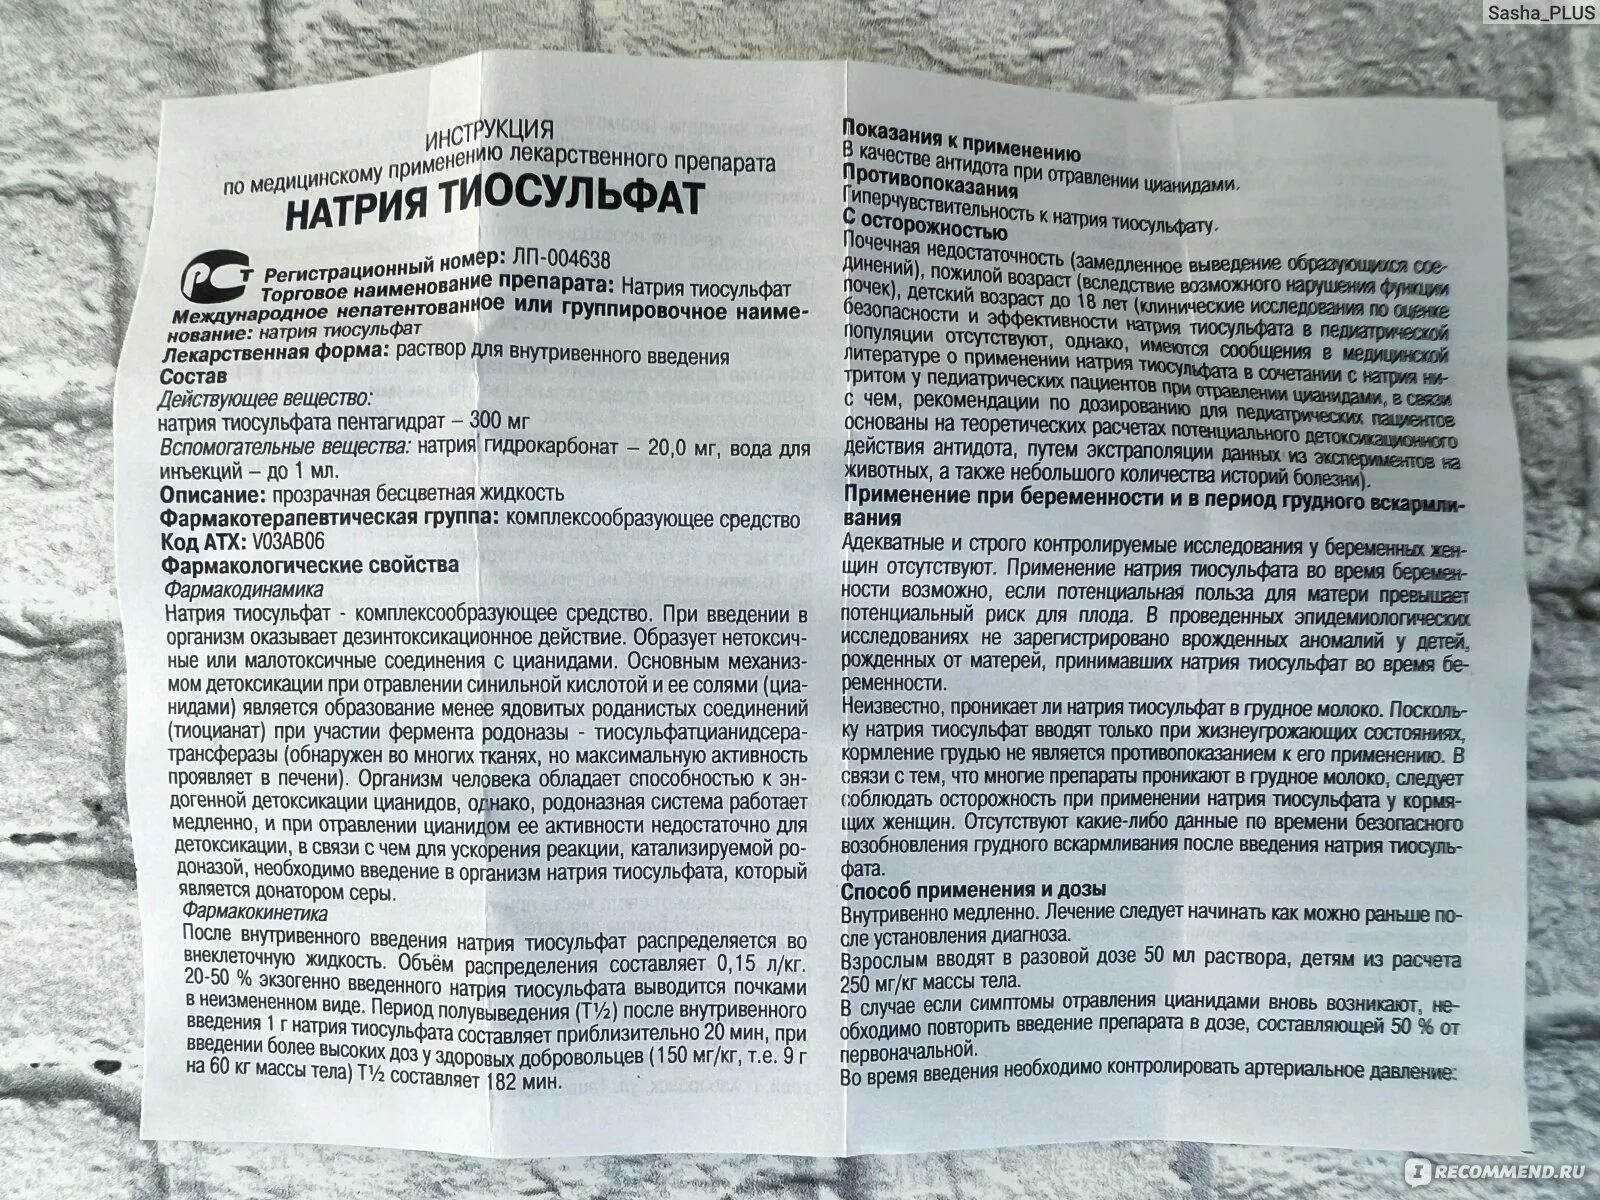 Sasha_PLUS
ИНСТРУКЦИЯ
по медицинскому применению лекарственного препарата
НАТРИЯ ТИОСУЛЬФАТ
РСТ
Регистрационный номер: ЛП-004638
Торговое наименование препарата: Натрия тиосульфат
Международное непатентованное или группировочное наиме-
нование: натрия тиосульфат
Лекарственная форма: раствор для внутривенного введения
Состав
Действующее вещество:
натрия тиосульфата пентагидрат – 300 мг
Вспомогательные вещества: натрия гидрокарбонат – 20,0 мг, вода для
инъекций – до 1 мл.
Описание: прозрачная бесцветная жидкость
Фармакотерапевтическая группа: комплексообразующее средство
Код АТХ: V03AB06
Фармакологические свойства
Фармакодинамика
Натрия тиосульфат - комплексообразующее средство. При введении в
организм оказывает дезинтоксикационное действие. Образует нетоксич-
ные или малотоксичные соединения с цианидами. Основным механиз-
мом детоксикации при отравлении синильной кислотой и ее солями (циа-
нидами) является образование менее ядовитых роданистых соединений
(тиоцианат) при участии фермента родоназы - тиосульфатцианидсера-
трансферазы (обнаружен во многих тканях, но максимальную активность
проявляет в печени). Организм человека обладает способностью к эн-
догенной детоксикации цианидов, однако, родоназная система работает
медленно, и при отравлении цианидом ее активности недостаточно для
детоксикации, в связи с чем для ускорения реакции, катализируемой ро-
доназой, необходимо введение в организм натрия тиосульфата, который
является донатором серы.
Фармакокинетика
После внутривенного введения натрия тиосульфат распределяется во
внеклеточную жидкость. Объём распределения составляет 0,15 л/кг.
20-50 % экзогенно введенного натрия тиосульфата выводится почками
в неизмененном виде. Период полувыведения (Т½) после внутривенного
введения 1 г натрия тиосульфата составляет приблизительно 20 мин, при
введении более высоких доз у здоровых добровольцев (150 мг/кг, т.е. 9 г
на 60 кг массы тела) Т½ составляет 182 мин.
Показания к применению
В качестве антидота при отравлении цианидами.
Противопоказания
Гиперчувствительность к натрия тиосульфату.
С осторожностью
Почечная недостаточность (замедленное выведение образующихся сое-
динений), пожилой возраст (вследствие возможного нарушения функции
почек), детский возраст до 18 лет (клинические исследования по оценке
безопасности и эффективности натрия тиосульфата в педиатрической
популяции отсутствуют, однако, имеются сообщения в медицинской
литературе о применении натрия тиосульфата в сочетании с натрия ни-
тритом у педиатрических пациентов при отравлении цианидами, в связи
с чем, рекомендации по дозированию для педиатрических пациентов
основаны на теоретических расчетах потенциального детоксикационного
действия антидота, путем экстраполяции данных из экспериментов на
животных, а также небольшого количества историй болезни).
Применение при беременности и в период грудного вскармли-
вания
Адекватные и строго контролируемые исследования у беременных жен-
щин отсутствуют. Применение натрия тиосульфата во время беремен-
ности возможно, если потенциальная польза для матери превышает
потенциальный риск для плода. В проведенных эпидемиологических
исследованиях не зарегистрировано врожденных аномалий у детей,
рожденных от матерей, принимавших натрия тиосульфат во время бе-
ременности.
Неизвестно, проникает ли натрия тиосульфат в грудное молоко. Посколь-
ку натрия тиосульфат вводят только при жизнеугрожающих состояниях,
кормление грудью не является противопоказанием к его применению. В
связи с тем, что многие препараты проникают в грудное молоко, следует
соблюдать осторожность при применении натрия тиосульфата у кормя-
щих женщин. Отсутствуют какие-либо данные по времени безопасного
возобновления грудного вскармливания после введения натрия тиосуль-
фата.
Способ применения и дозы
Внутривенно медленно. Лечение следует начинать как можно раньше по-
сле установления диагноза.
Взрослым вводят в разовой дозе 50 мл раствора, детям из расчета
250 мг/кг массы тела.
В случае если симптомы отравления цианидами вновь возникают, не-
обходимо повторить введение препарата в дозе, составляющей 50 % от
первоначальной.
Во время введения необходимо контролировать артериальное давление:
IRECOMMEND.RU